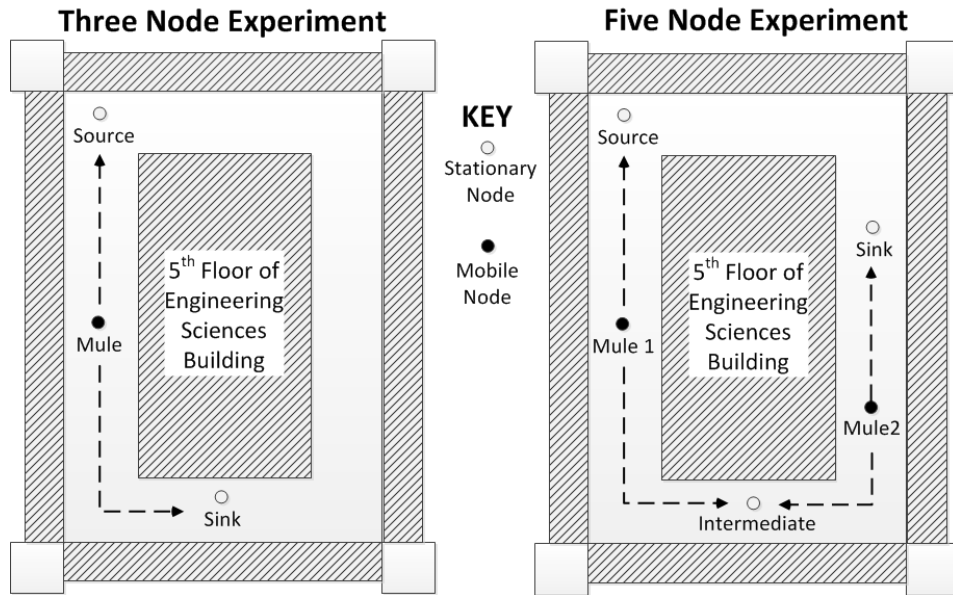 Three Node Experiment
Source
Mule
5th Floor of
Engineering
Sciences
Building
Sink
KEY
Stationary
Node
Mobile
Node
Five Node Experiment
Source
Mule 1
5th Floor of
Engineering
Sciences
Building
Sink
Mule2
Intermediate